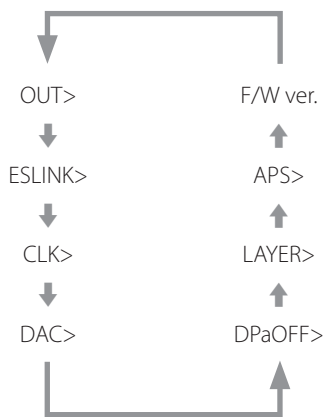 OUT>
F/W ver.
ESLINK>
APS>
CLK>
LAYER>
DAC>
DPaOFF>